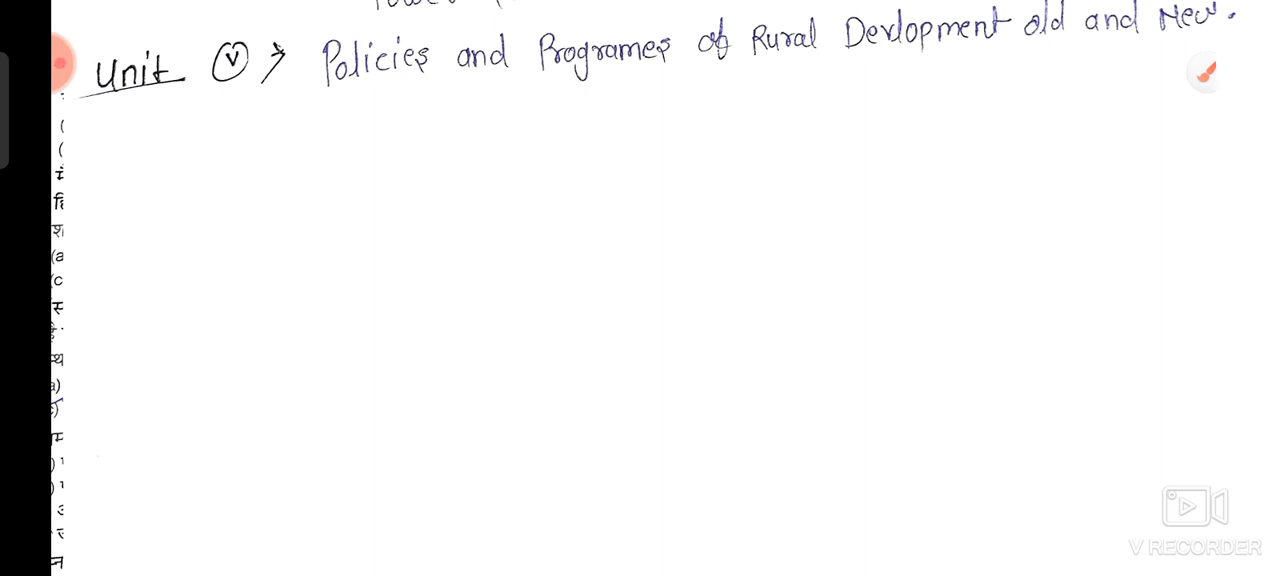 Unit (V) → Policies and Programes of Rural Devlopment old and New.
(
(
(a
(c
a)
V RECORDER